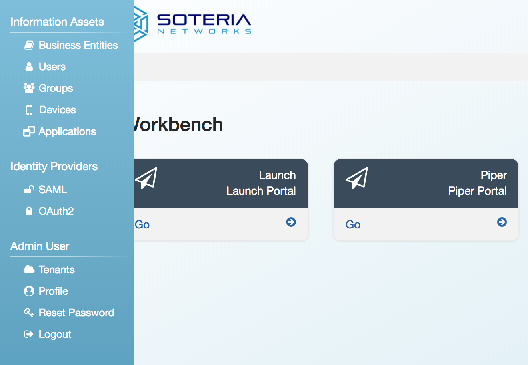 Information Assets
Business Entities
Users
Groups
Devices
Applications
Identity Providers
SAML
OAuth2
Admin User
Tenants
Profile
Reset Password
Logout
SOTERIA
NETWORKS
Workbench
Launch
Launch Portal
Go
Piper
Piper Portal
Go